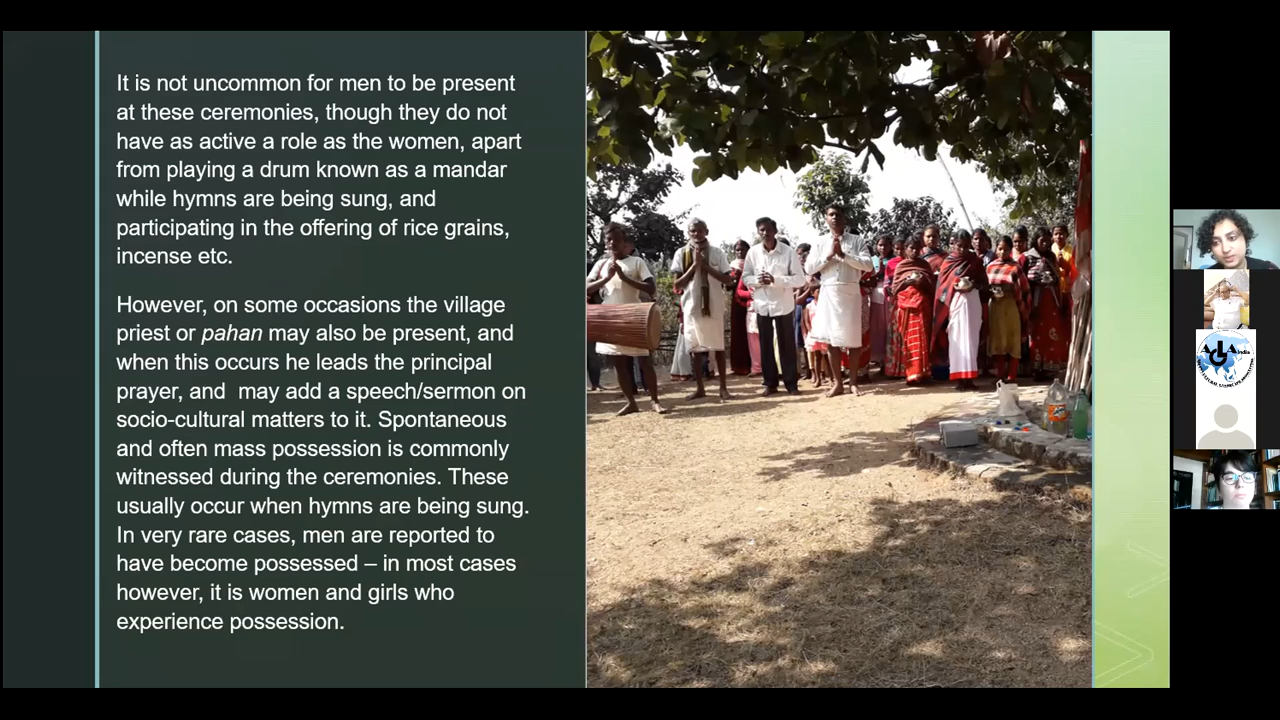 It is not uncommon for men to be present
at these ceremonies, though they do not
have as active a role as the women, apart
from playing a drum known as a mandar
while hymns are being sung, and
participating in the offering of rice grains,
incense etc.
However, on some occasions the village
priest or pahan may also be present, and
when this occurs he leads the principal
prayer, and  may add a speech/sermon on
socio-cultural matters to it. Spontaneous
and often mass possession is commonly
witnessed during the ceremonies. These
usually occur when hymns are being sung.
In very rare cases, men are reported to
have become possessed – in most cases
however, it is women and girls who
experience possession.
India